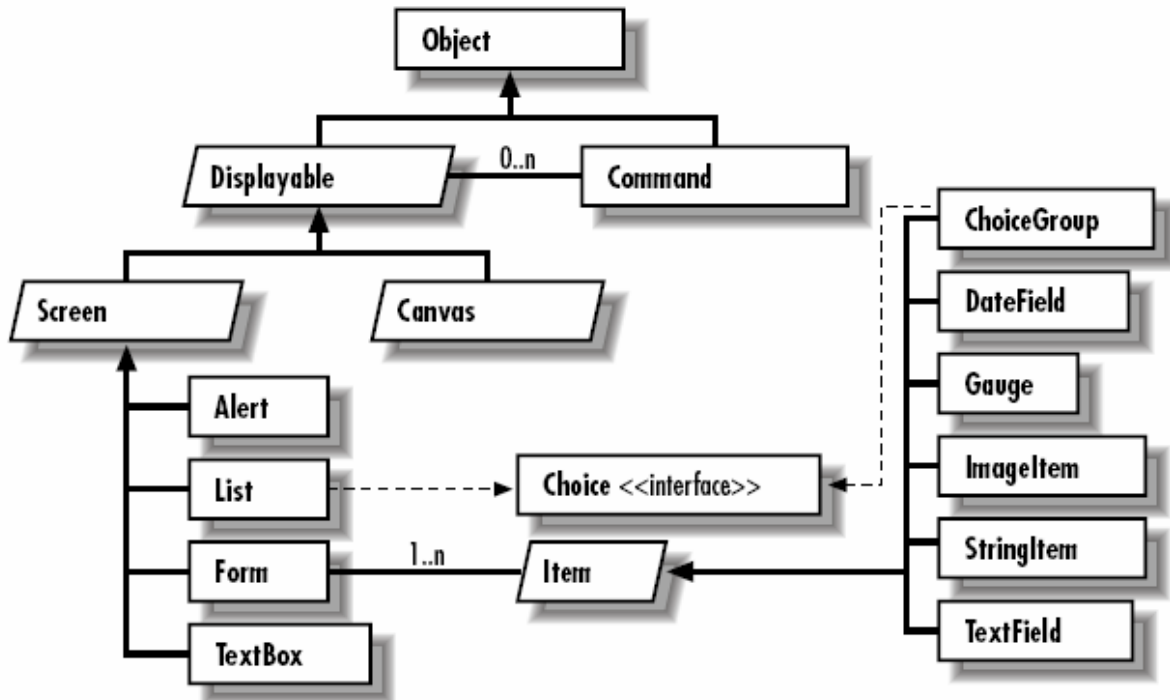 Object
Displayable
0..n
Command
ChoiceGroup
Screen
Canvas
DateField
Gauge
Alert
ImageItem
List
Choice <<interface>>
StringItem
Form
1..n
Item
TextField
TextBox